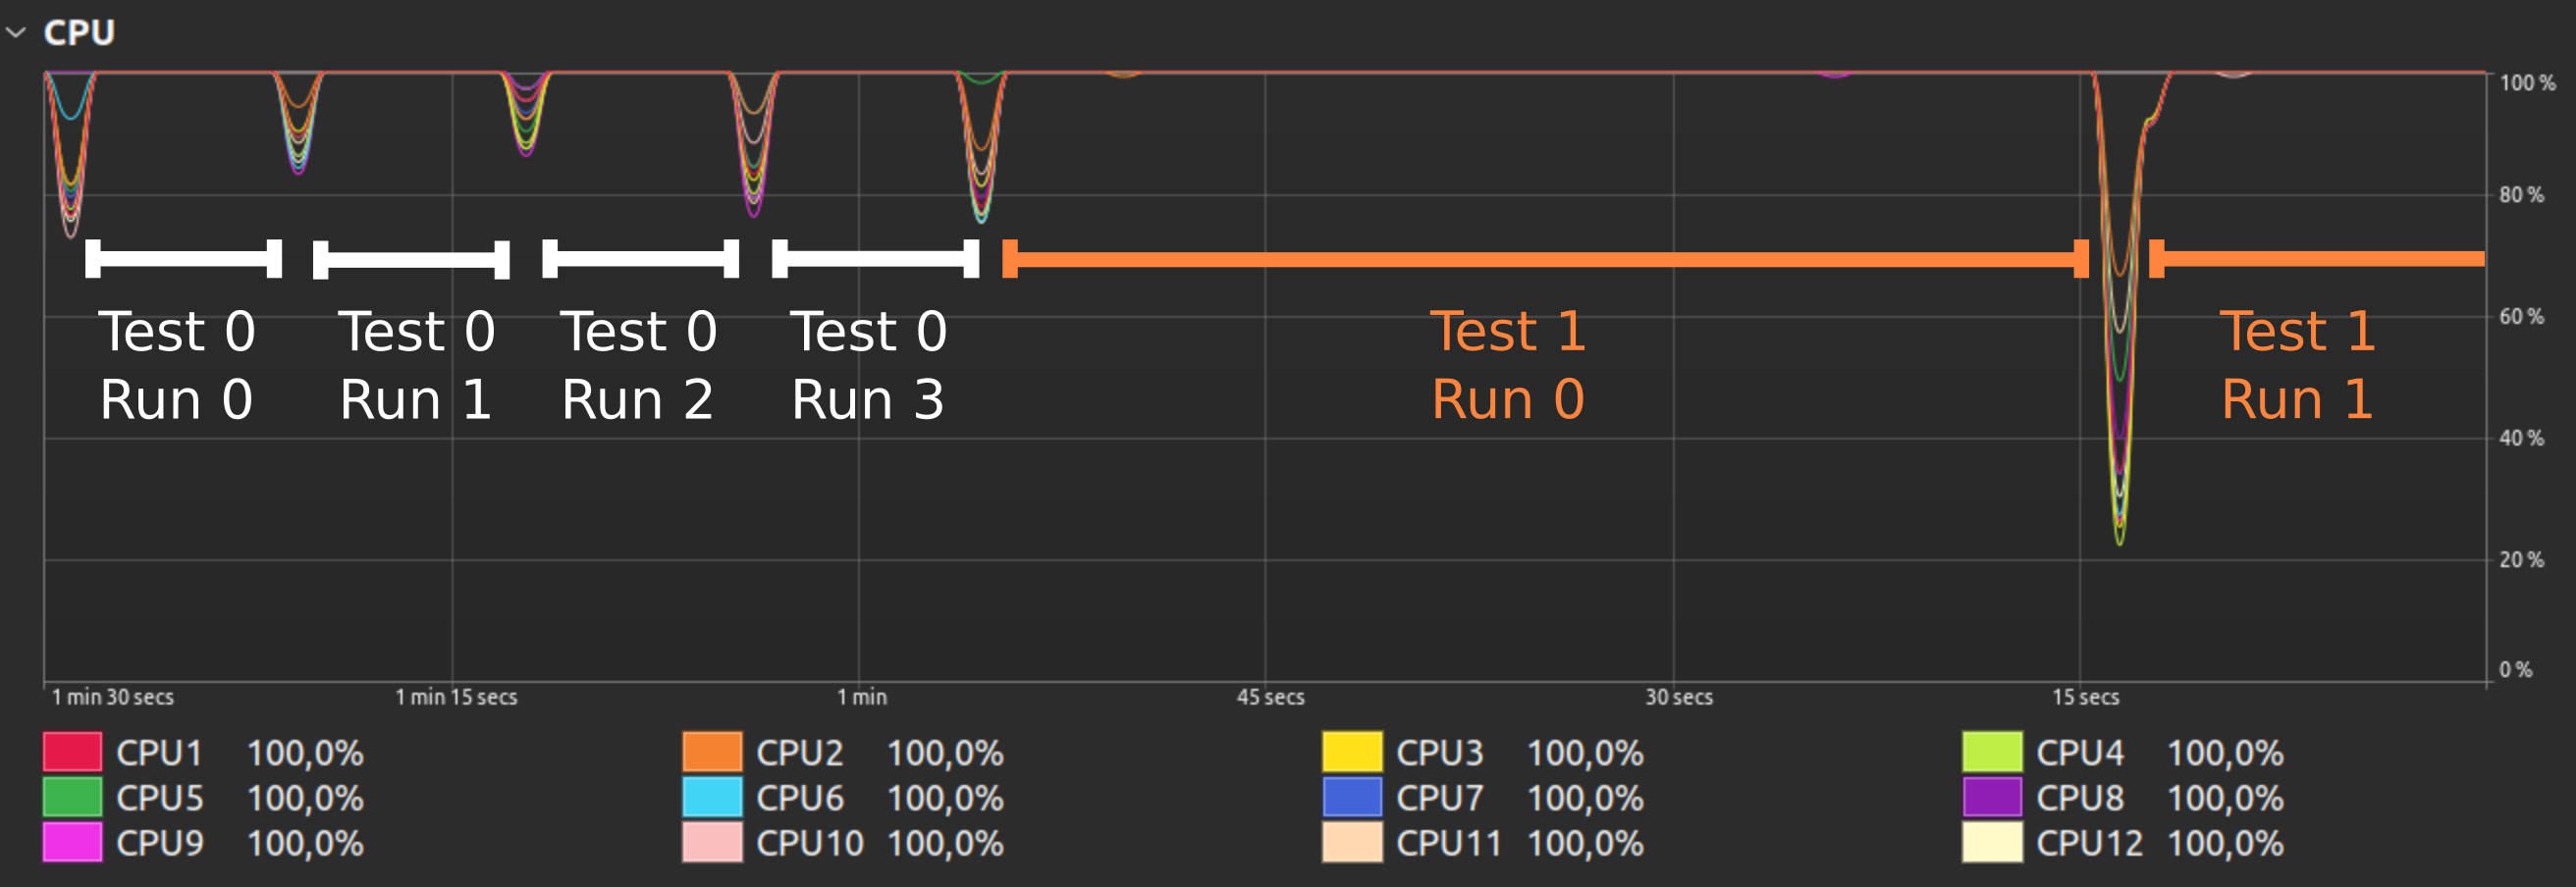 CPU
100 %
80 %
60 %
40 %
20 %
0 %
Test 0 Test 0 Test 0 Test 0 Test 1 Test 1
Run 0 Run 1 Run 2 Run 3 Run 0 Run 1
1 min 30 secs 1 min 15 secs 1 min 45 secs 30 secs 15 secs
CPU1 100,0% CPU2 100,0% CPU3 100,0% CPU4 100,0%
CPU5 100,0% CPU6 100,0% CPU7 100,0% CPU8 100,0%
CPU9 100,0% CPU10 100,0% CPU11 100,0% CPU12 100,0%